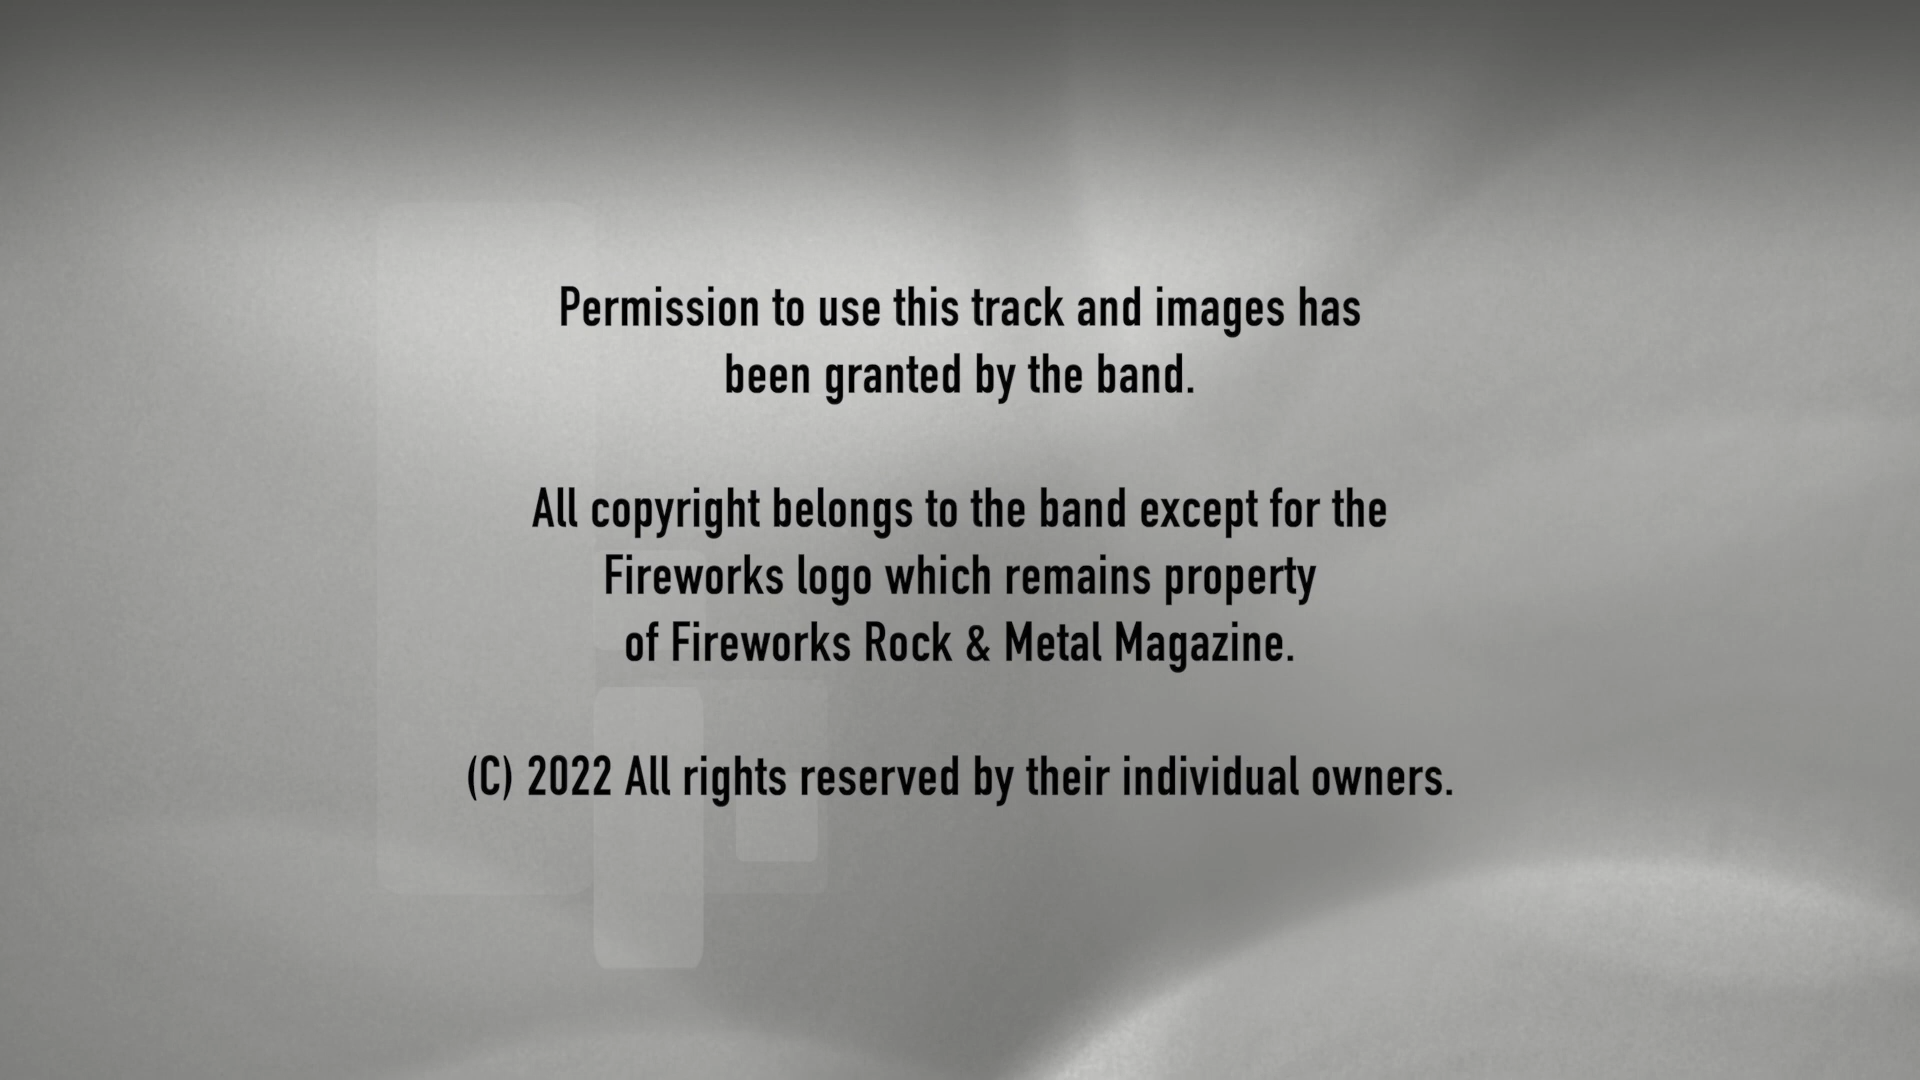 Permission to use this track and images has
been granted by the band.
All copyright belongs to the band except for the
Fireworks logo which remains property
of Fireworks Rock & Metal Magazine.
(C) 2022 All rights reserved by their individual owners.